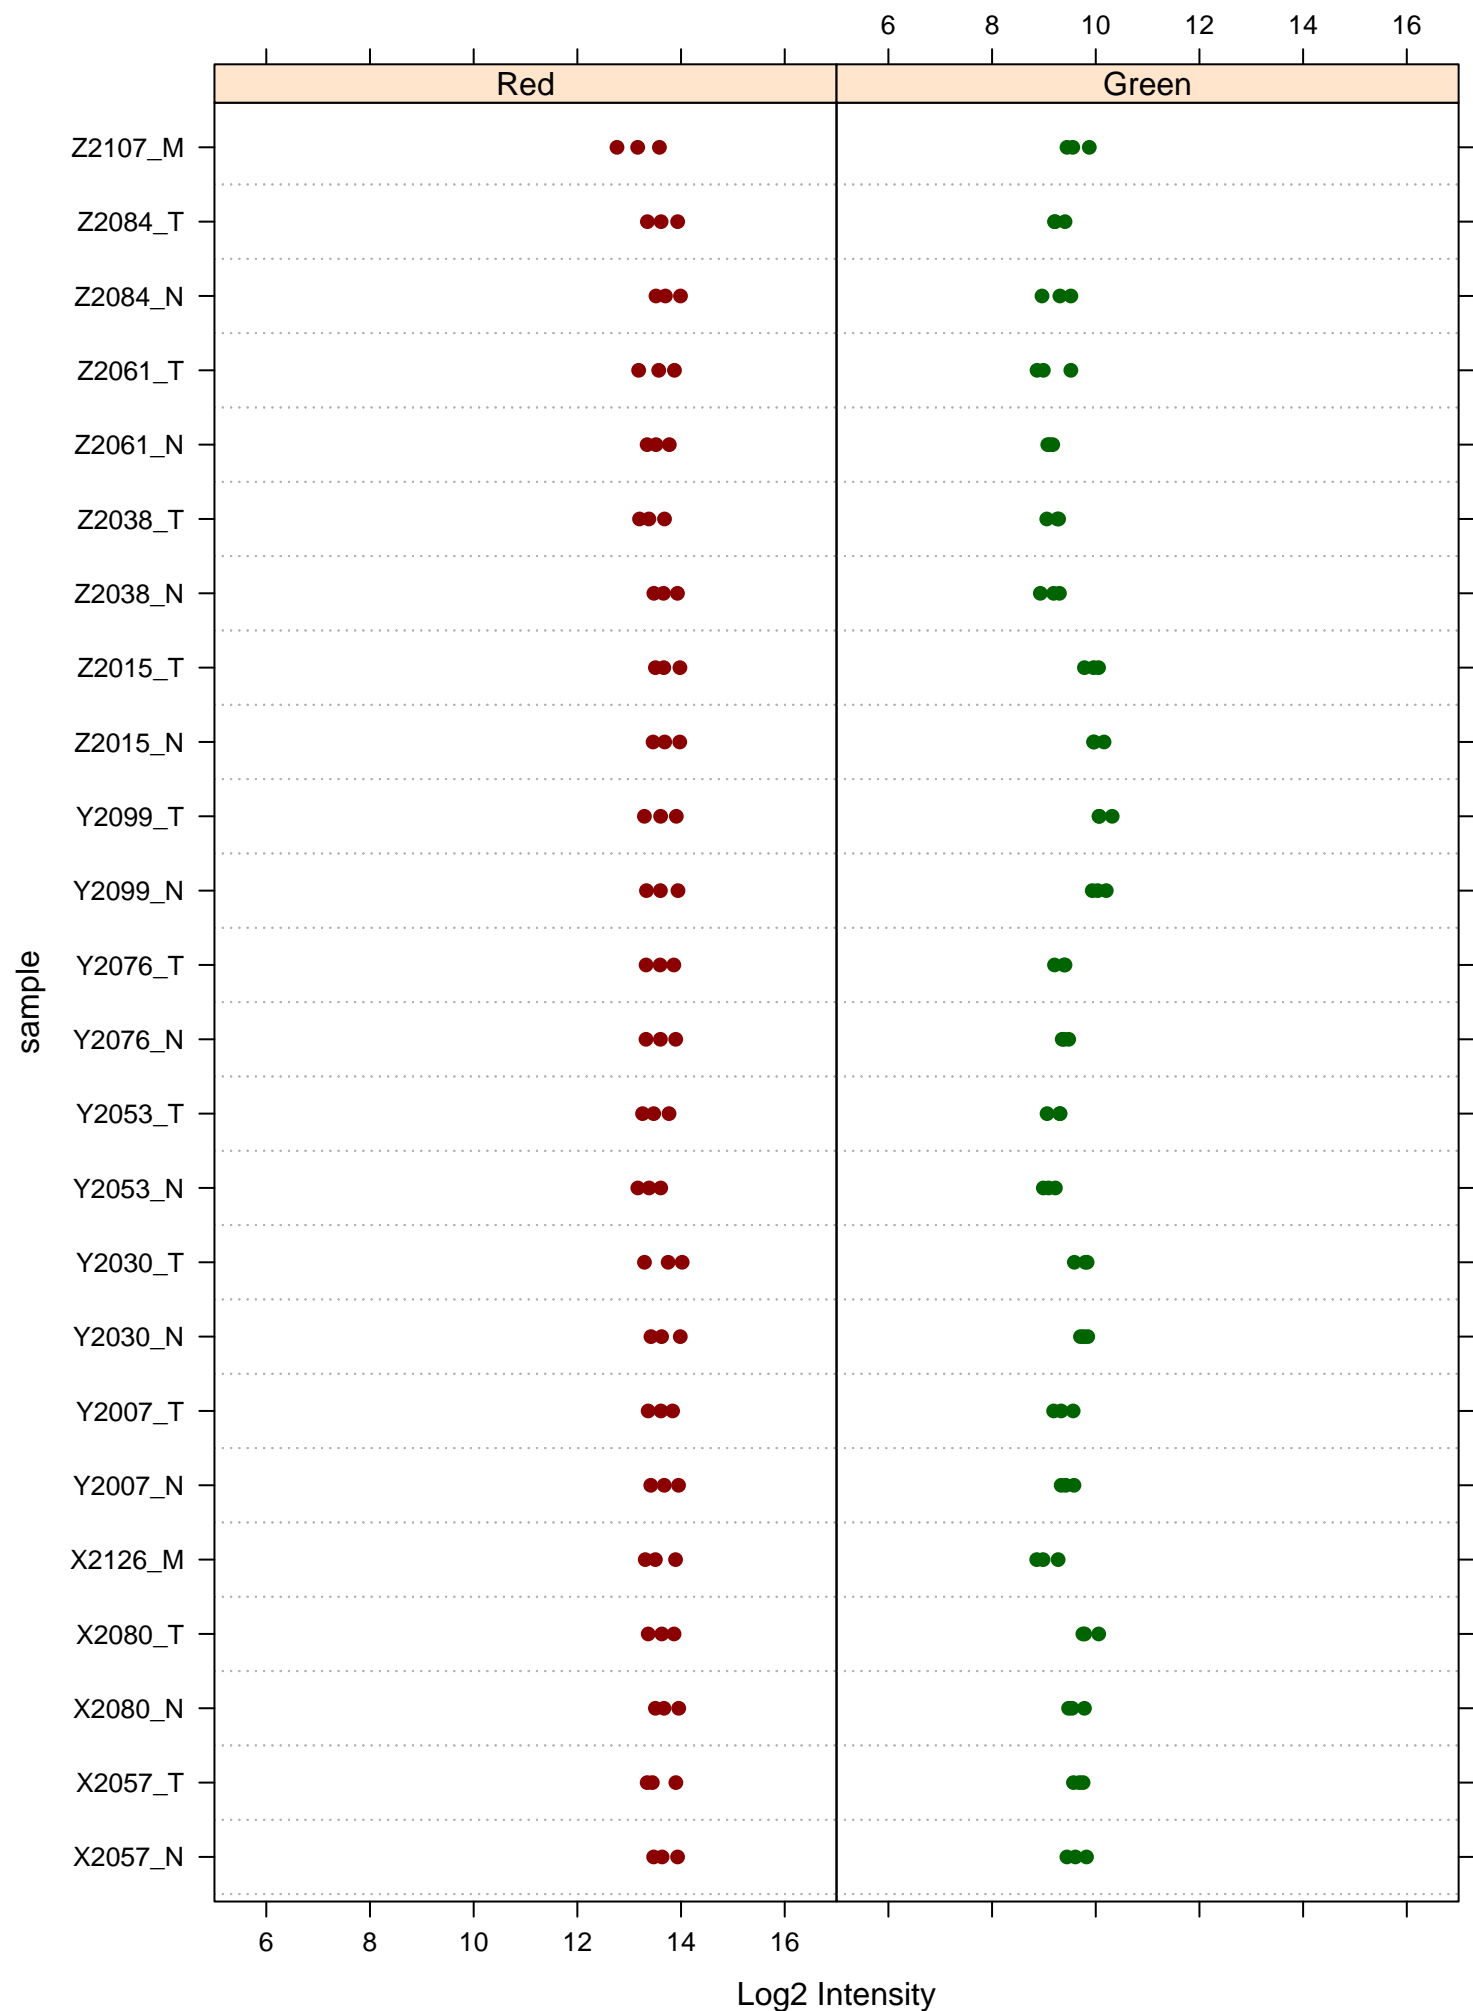 6 8 10 12 14 16
Red Green
Z2107_M
Z2084_T
Z2084_N
Z2061_T
Z2061_N
Z2038_T
Z2038_N
Z2015_T
Z2015_N
Y2099_T
Y2099_N
Y2076_T
Y2076_N
Y2053_T
Y2053_N
Y2030_T
Y2030_N
Y2007_T
Y2007_N
X2126_M
X2080_T
X2080_N
X2057_T
X2057_N
sample
6 8 10 12 14 16
Log2 Intensity